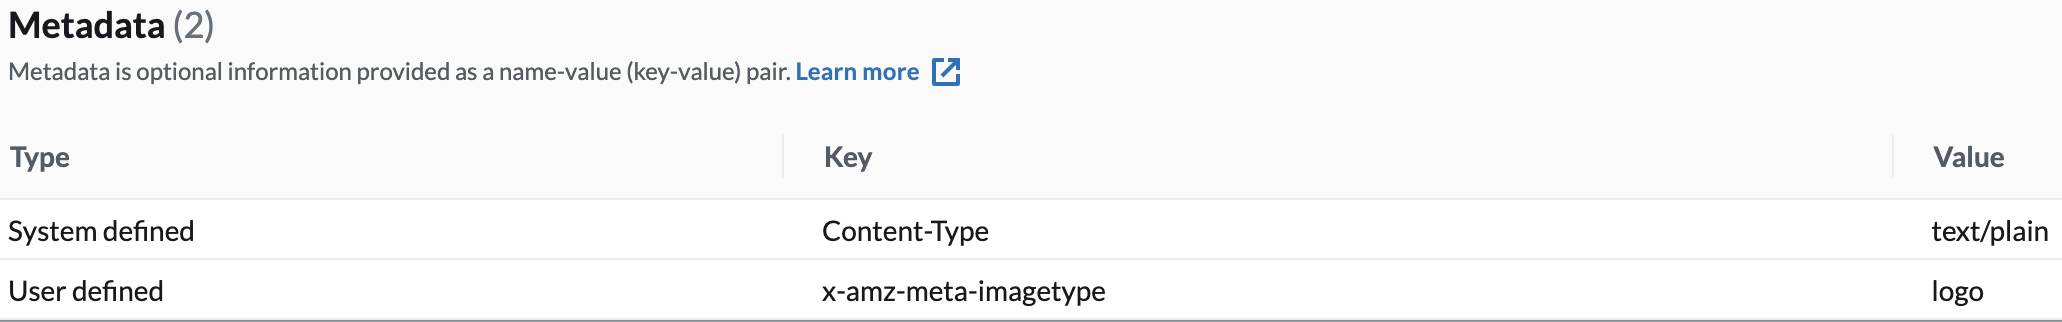 Metadata (2)
Metadata is optional information provided as a name-value (key-value) pair. Learn more
Type Key Value
System defined Content-Type text/plain
User defined x-amz-meta-imagetype logo